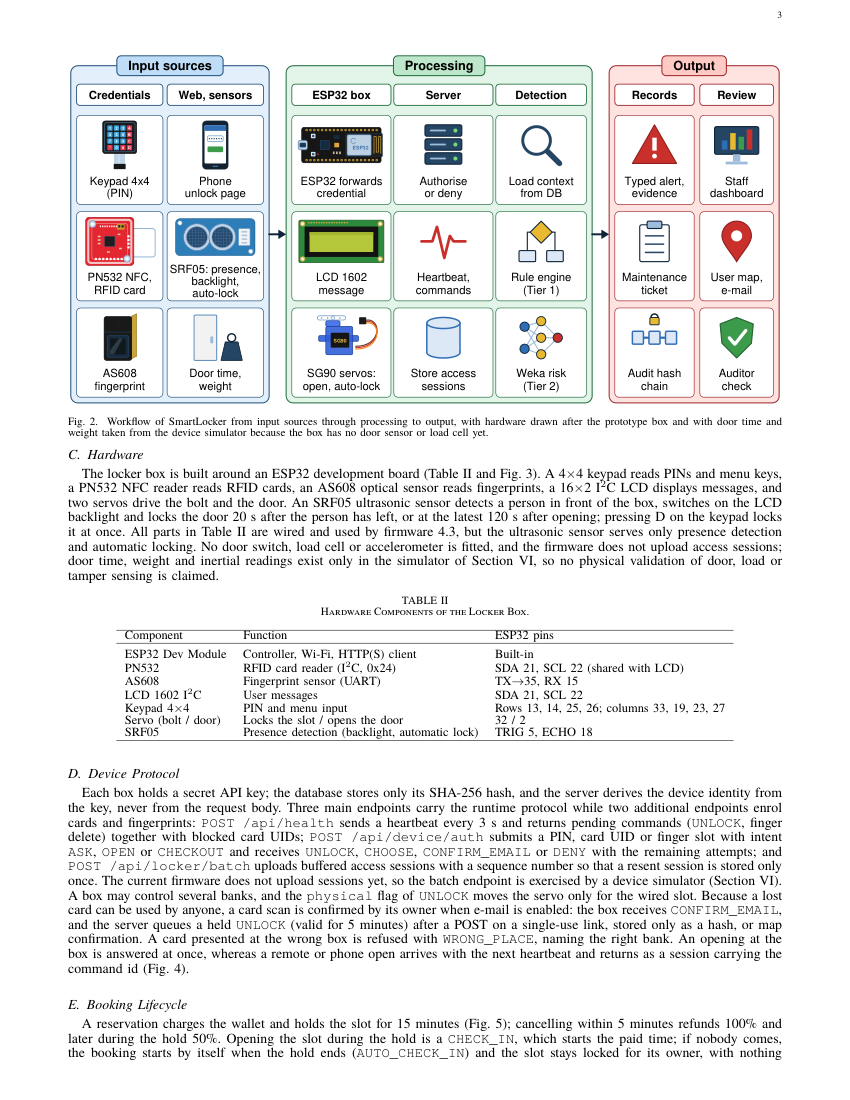 3
Input sources
Processing
Output
Credentials
Web, sensors
ESP32 box
Server
Detection
Records
Review
Keypad 4x4
(PIN)
Phone
unlock page
ESP32 forwards
credential
Authorise
or deny
Load context
from DB
Typed alert,
evidence
Staff
dashboard
PN532 NFC,
RFID card
SRF05: presence,
backlight,
auto-lock
LCD 1602
message
Heartbeat,
commands
Rule engine
(Tier 1)
Maintenance
ticket
User map,
e-mail
AS608
fingerprint
Door time,
weight
SG90
SG90 servos:
open, auto-lock
Store access
sessions
Weka risk
(Tier 2)
Audit hash
chain
Auditor
check
Fig. 2. Workflow of SmartLocker from input sources through processing to output, with hardware drawn after the prototype box and with door time and
weight taken from the device simulator because the box has no door sensor or load cell yet.
C. Hardware
The locker box is built around an ESP32 development board (Table II and Fig. 3). A 4×4 keypad reads PINs and menu keys,
a PN532 NFC reader reads RFID cards, an AS608 optical sensor reads fingerprints, a 16×2 I²C LCD displays messages, and
two servos drive the bolt and the door. An SRF05 ultrasonic sensor detects a person in front of the box, switches on the LCD
backlight and locks the door 20 s after the person has left, or at the latest 120 s after opening; pressing D on the keypad locks
it at once. All parts in Table II are wired and used by firmware 4.3, but the ultrasonic sensor serves only presence detection
and automatic locking. No door switch, load cell or accelerometer is fitted, and the firmware does not upload access sessions;
door time, weight and inertial readings exist only in the simulator of Section VI, so no physical validation of door, load or
tamper sensing is claimed.
TABLE II
HARDWARE COMPONENTS OF THE LOCKER BOX.
Component Function ESP32 pins
ESP32 Dev Module Controller, Wi-Fi, HTTP(S) client Built-in
PN532 RFID card reader (I²C, 0x24) SDA 21, SCL 22 (shared with LCD)
AS608 Fingerprint sensor (UART) TX→35, RX 15
LCD 1602 I²C User messages SDA 21, SCL 22
Keypad 4×4 PIN and menu input Rows 13, 14, 25, 26; columns 33, 19, 23, 27
Servo (bolt / door) Locks the slot / opens the door 32 / 2
SRF05 Presence detection (backlight, automatic lock) TRIG 5, ECHO 18
D. Device Protocol
Each box holds a secret API key; the database stores only its SHA-256 hash, and the server derives the device identity from
the key, never from the request body. Three main endpoints carry the runtime protocol while two additional endpoints enrol
cards and fingerprints: POST /api/health sends a heartbeat every 3 s and returns pending commands (UNLOCK, finger
delete) together with blocked card UIDs; POST /api/device/auth submits a PIN, card UID or finger slot with intent
ASK, OPEN or CHECKOUT and receives UNLOCK, CHOOSE, CONFIRM_EMAIL or DENY with the remaining attempts; and
POST /api/locker/batch uploads buffered access sessions with a sequence number so that a resent session is stored only
once. The current firmware does not upload sessions yet, so the batch endpoint is exercised by a device simulator (Section VI).
A box may control several banks, and the physical flag of UNLOCK moves the servo only for the wired slot. Because a lost
card can be used by anyone, a card scan is confirmed by its owner when e-mail is enabled: the box receives CONFIRM_EMAIL,
and the server queues a held UNLOCK (valid for 5 minutes) after a POST on a single-use link, stored only as a hash, or map
confirmation. A card presented at the wrong box is refused with WRONG_PLACE, naming the right bank. An opening at the
box is answered at once, whereas a remote or phone open arrives with the next heartbeat and returns as a session carrying the
command id (Fig. 4).
E. Booking Lifecycle
A reservation charges the wallet and holds the slot for 15 minutes (Fig. 5); cancelling within 5 minutes refunds 100% and
later during the hold 50%. Opening the slot during the hold is a CHECK_IN, which starts the paid time; if nobody comes,
the booking starts by itself when the hold ends (AUTO_CHECK_IN) and the slot stays locked for its owner, with nothing